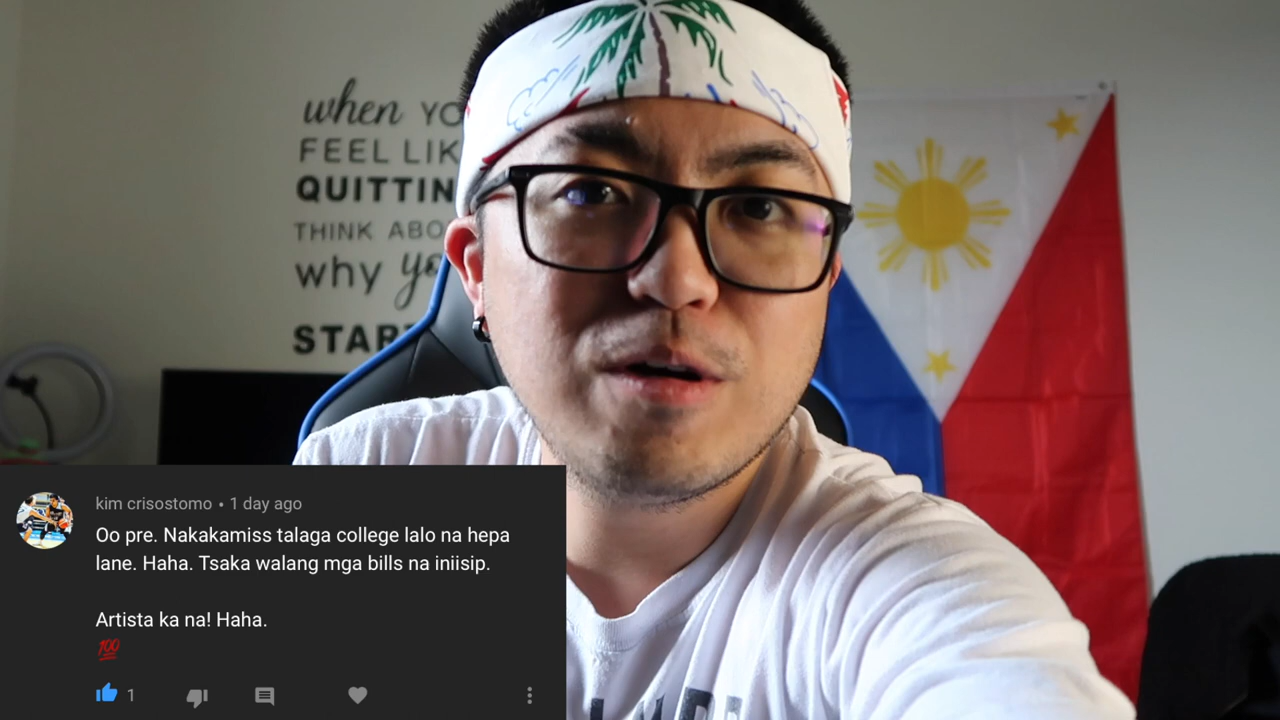 when YO
FEEL LIK
QUITTIN
THINK ABO
why yo
START
kim crisostomo • 1 day ago
Oo pre. Nakakamiss talaga college lalo na hepa
lane. Haha. Tsaka walang mga bills na iniisip.
Artista ka na! Haha.
💯
1